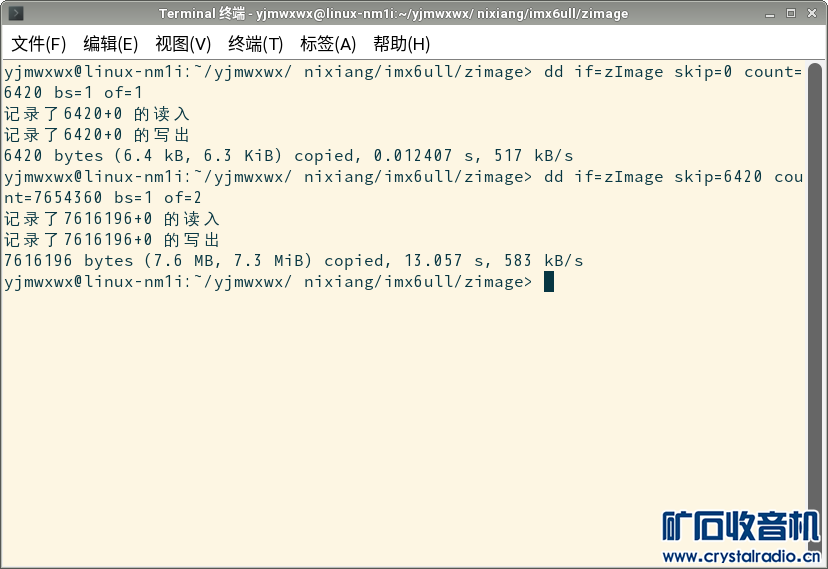 Terminal 终端 - yjmwxwx@linux-nm1i:~/yjmwxwx/ nixiang/imx6ull/zimage
文件(F) 编辑(E) 视图(V) 终端(T) 标签(A) 帮助(H)
yjmwxwx@linux-nm1i:~/yjmwxwx/ nixiang/imx6ull/zimage> dd if=zImage skip=0 count=
6420 bs=1 of=1
记录了6420+0 的读入
记录了6420+0 的写出
6420 bytes (6.4 kB, 6.3 KiB) copied, 0.012407 s, 517 kB/s
yjmwxwx@linux-nm1i:~/yjmwxwx/ nixiang/imx6ull/zimage> dd if=zImage skip=6420 cou
nt=7654360 bs=1 of=2
记录了7616196+0 的读入
记录了7616196+0 的写出
7616196 bytes (7.6 MB, 7.3 MiB) copied, 13.057 s, 583 kB/s
yjmwxwx@linux-nm1i:~/yjmwxwx/ nixiang/imx6ull/zimage>
矿石收音机
www.crystalradio.cn